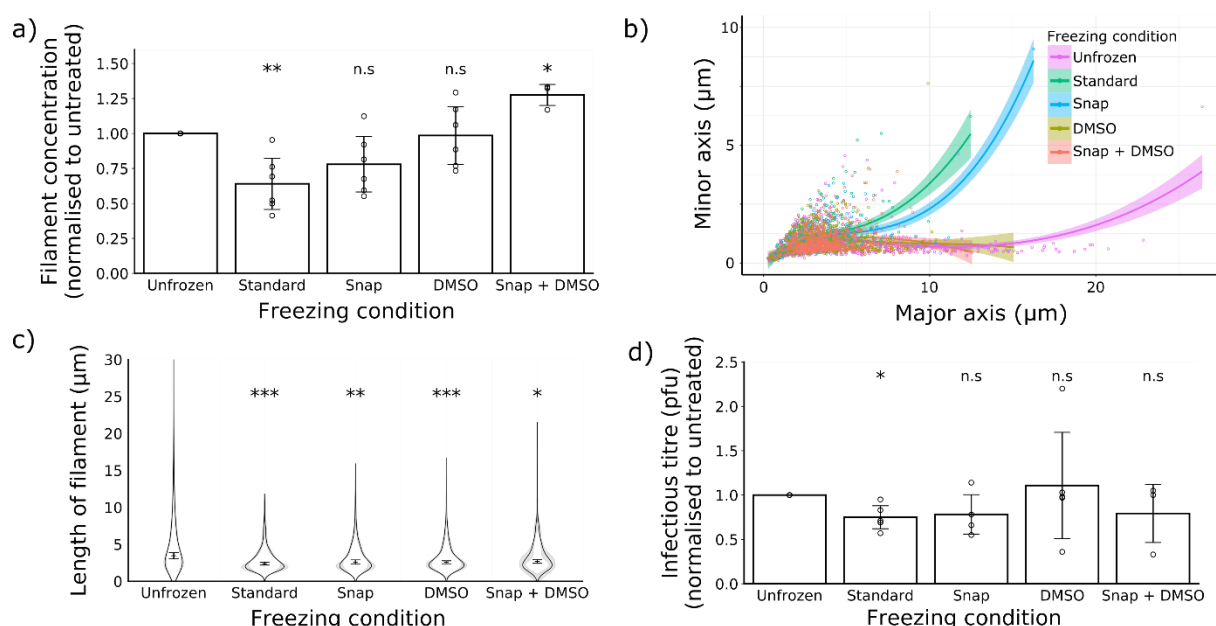 a)
Filament concentration
(normalised to untreated)
1.50
1.25
1.00
0.75
0.50
0.25
0.00
**
n.s
n.s
*
Unfrozen Standard Snap DMSO Snap + DMSO
Freezing condition
b)
Minor axis (µm)
10
5
0
Freezing condition
Unfrozen
Standard
Snap
DMSO
Snap + DMSO
0 10 20
Major axis (µm)
c)
Length of filament (µm)
30
25
20
15
10
5
0
*** ** *** *
Unfrozen Standard Snap DMSO Snap + DMSO
Freezing condition
d)
Infectious titre (pfu)
(normalised to untreated)
2.5
2.0
1.5
1.0
0.5
0.0
* n.s n.s n.s
Unfrozen Standard Snap DMSO Snap + DMSO
Freezing condition